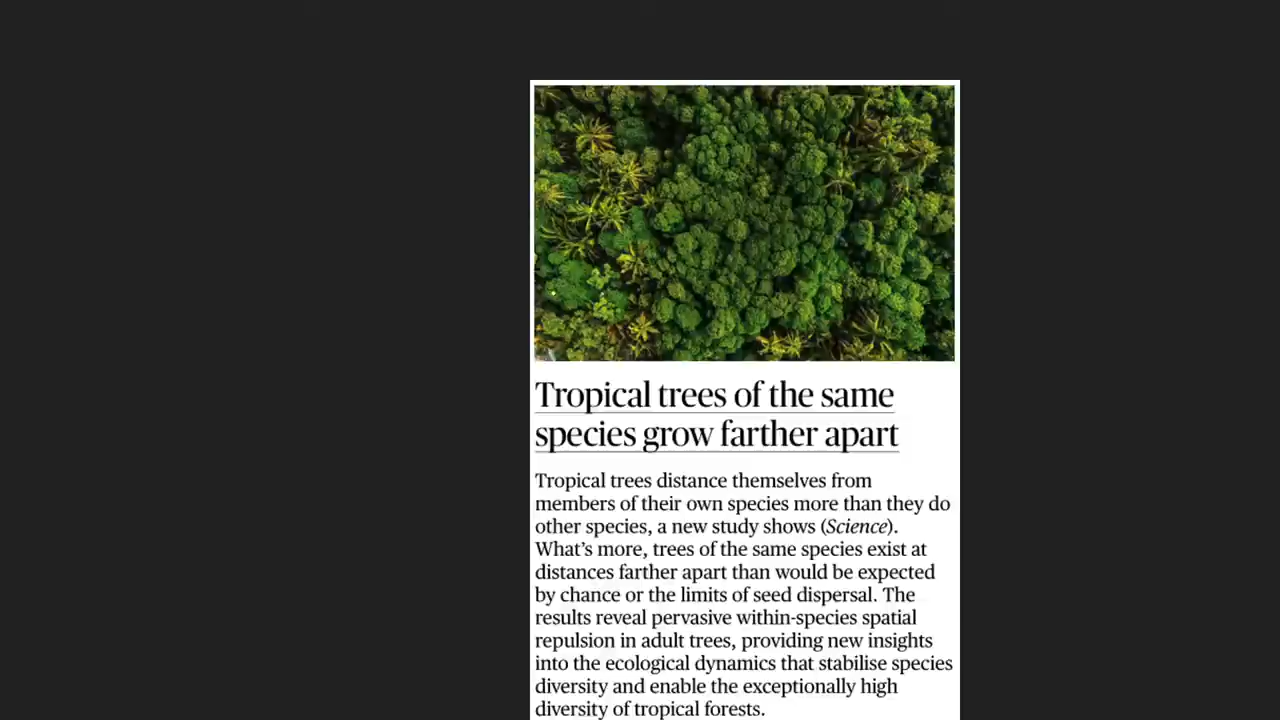 Tropical trees of the same
species grow farther apart
Tropical trees distance themselves from
members of their own species more than they do
other species, a new study shows (Science).
What’s more, trees of the same species exist at
distances farther apart than would be expected
by chance or the limits of seed dispersal. The
results reveal pervasive within-species spatial
repulsion in adult trees, providing new insights
into the ecological dynamics that stabilise species
diversity and enable the exceptionally high
diversity of tropical forests.